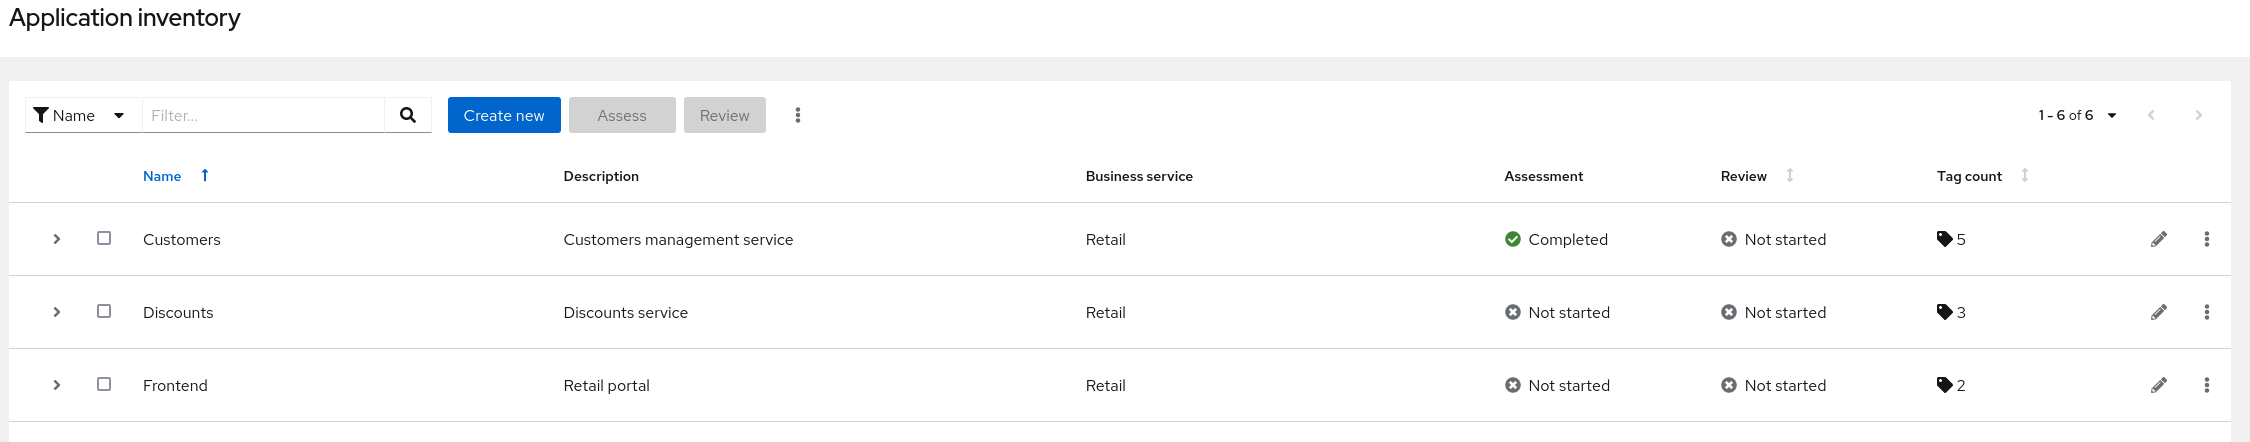 Application inventory
Name Filter... Create new Assess Review 1 - 6 of 6
Name Description Business service Assessment Review Tag count
Customers Customers management service Retail Completed Not started 5
Discounts Discounts service Retail Not started Not started 3
Frontend Retail portal Retail Not started Not started 2